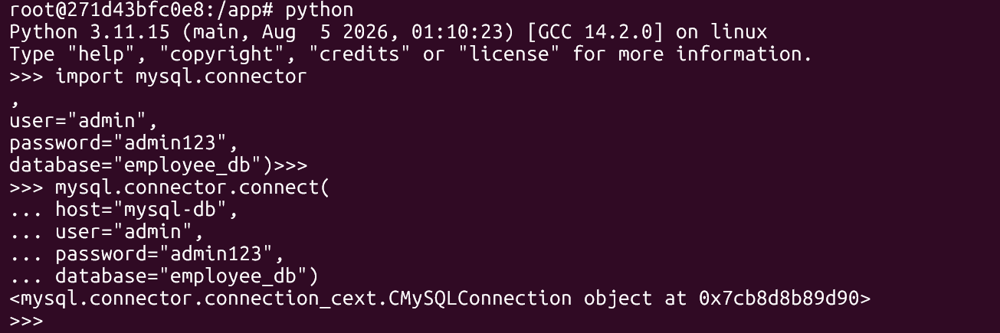 root@271d43bfc0e8:/app# python
Python 3.11.15 (main, Aug  5 2026, 01:10:23) [GCC 14.2.0] on linux
Type "help", "copyright", "credits" or "license" for more information.
>>> import mysql.connector
,
user="admin",
password="admin123",
database="employee_db")>>>
>>> mysql.connector.connect(
... host="mysql-db",
... user="admin",
... password="admin123",
... database="employee_db")
<mysql.connector.connection_cext.CMySQLConnection object at 0x7cb8d8b89d90>
>>>